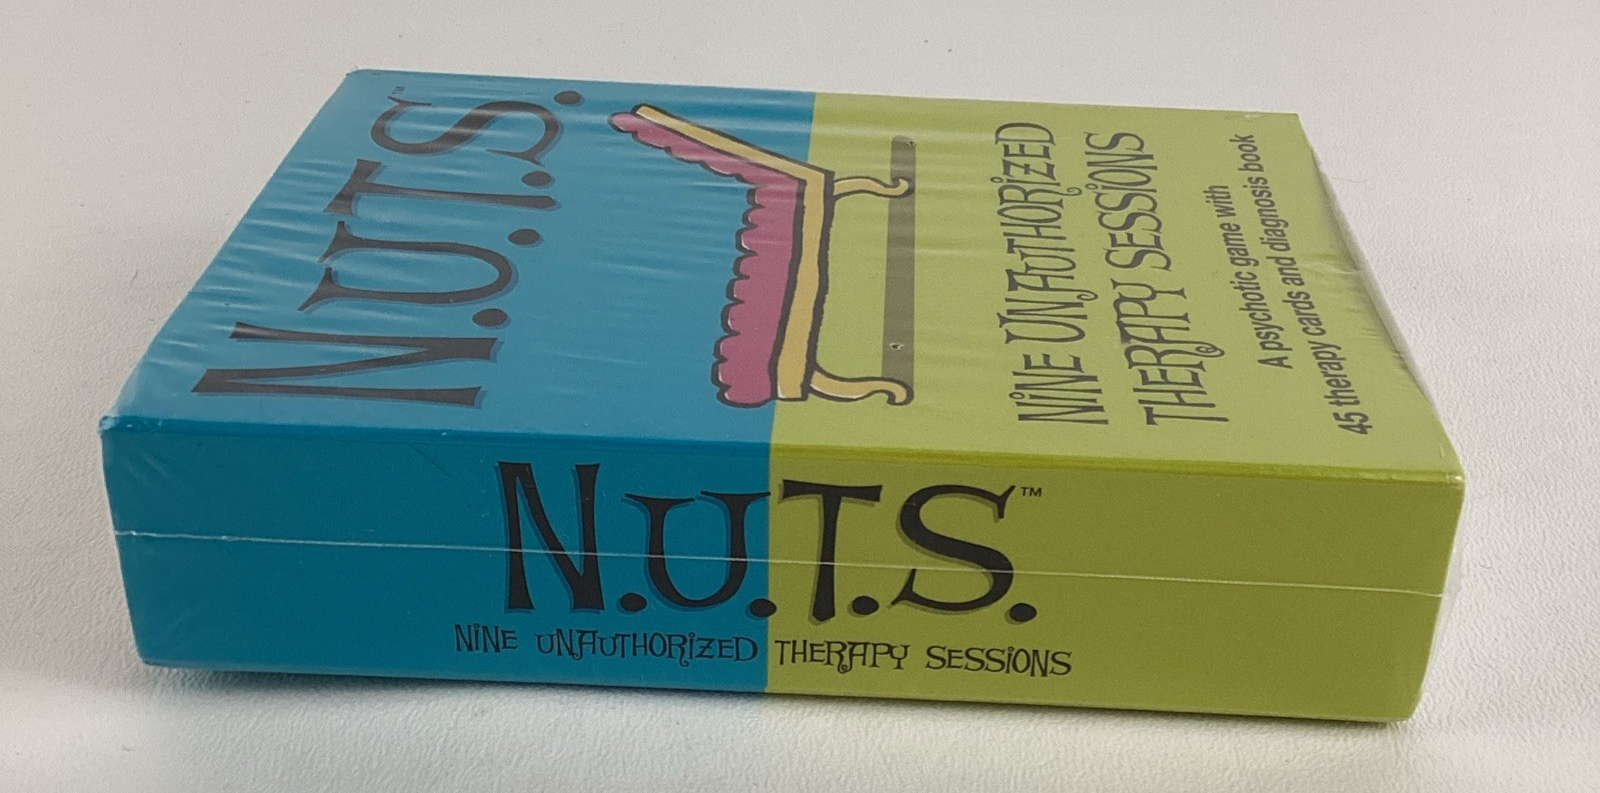 N.U.T.S.™
NiNE UNAUTHORiZED
THERAPY SESSiONS
A psychotic game with
45 therapy cards and diagnosis book
N.U.T.S.™
NiNE UNAUTHORiZED THERAPY SESSiONS